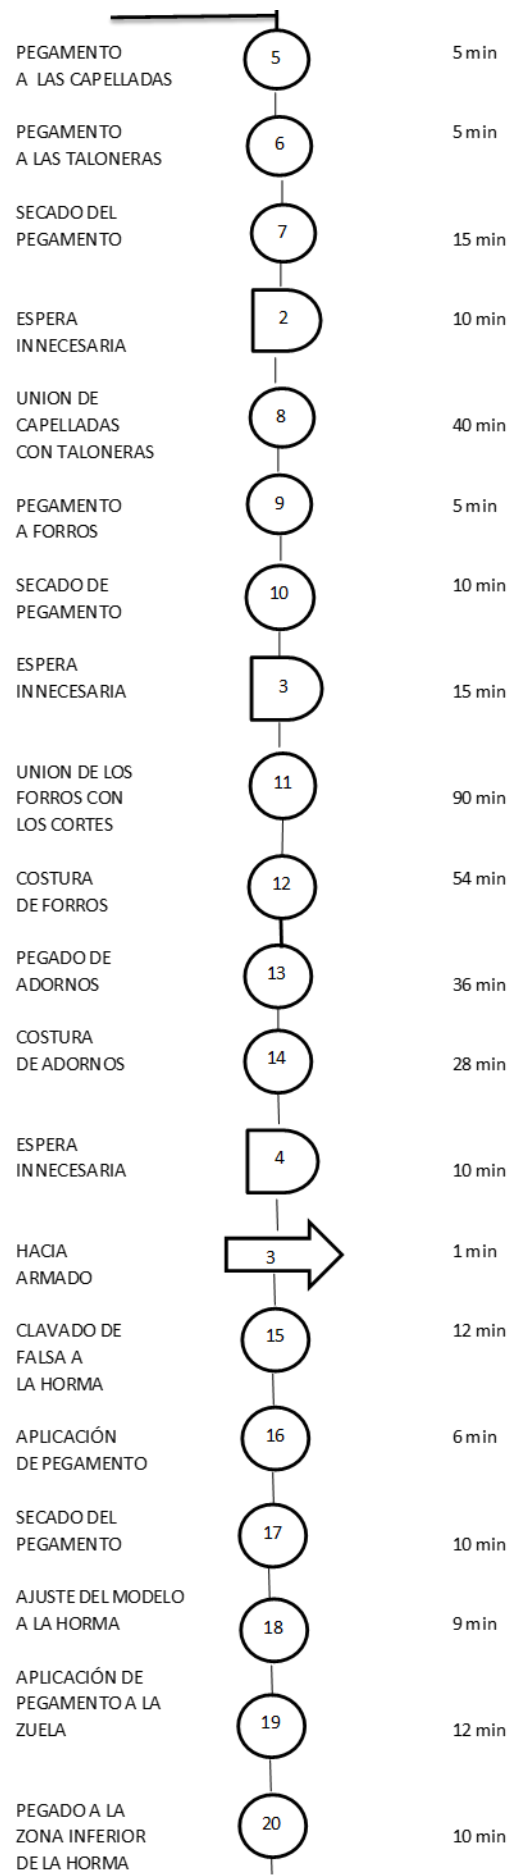 PEGAMENTO
A LAS CAPELLADAS
5
5 min
PEGAMENTO
A LAS TALONERAS
6
5 min
SECADO DEL
PEGAMENTO
7
15 min
ESPERA
INNECESARIA
2
10 min
UNION DE
CAPELLADAS
CON TALONERAS
8
40 min
PEGAMENTO
A FORROS
9
5 min
SECADO DE
PEGAMENTO
10
10 min
ESPERA
INNECESARIA
3
15 min
UNION DE LOS
FORROS CON
LOS CORTES
11
90 min
COSTURA
DE FORROS
12
54 min
PEGADO DE
ADORNOS
13
36 min
COSTURA
DE ADORNOS
14
28 min
ESPERA
INNECESARIA
4
10 min
HACIA
ARMADO
3
1 min
CLAVADO DE
FALSA A
LA HORMA
15
12 min
APLICACIÓN
DE PEGAMENTO
16
6 min
SECADO DEL
PEGAMENTO
17
10 min
AJUSTE DEL MODELO
A LA HORMA
18
9 min
APLICACIÓN DE
PEGAMENTO A LA
ZUELA
19
12 min
PEGADO A LA
ZONA INFERIOR
DE LA HORMA
20
10 min